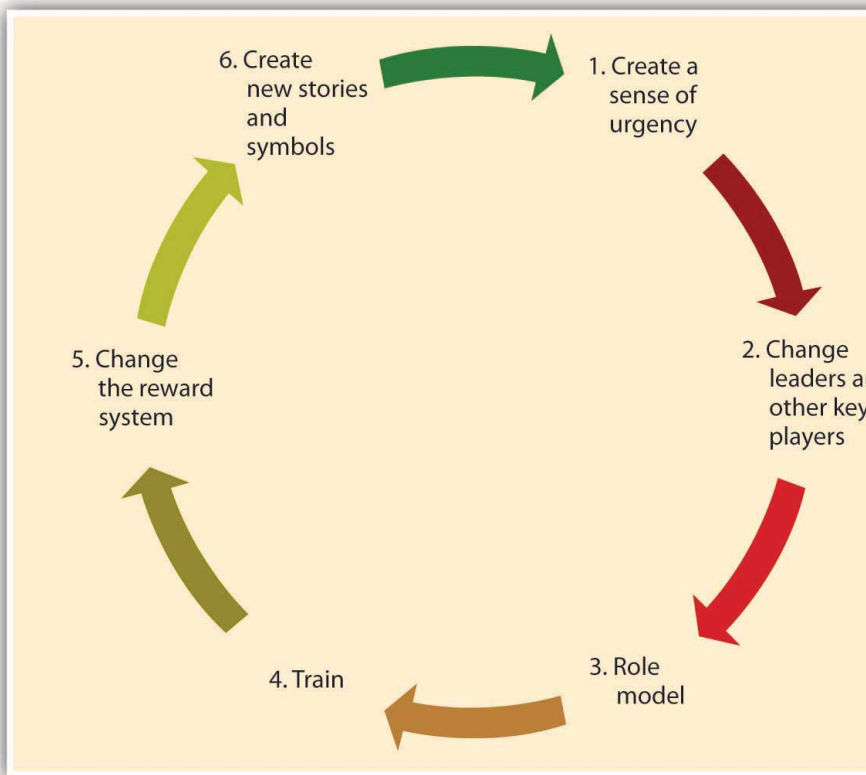 1. Create a
sense of
urgency
2. Change
leaders
other key
players
3. Role
model
4. Train
5. Change
the reward
system
6. Create
new stories
and
symbols